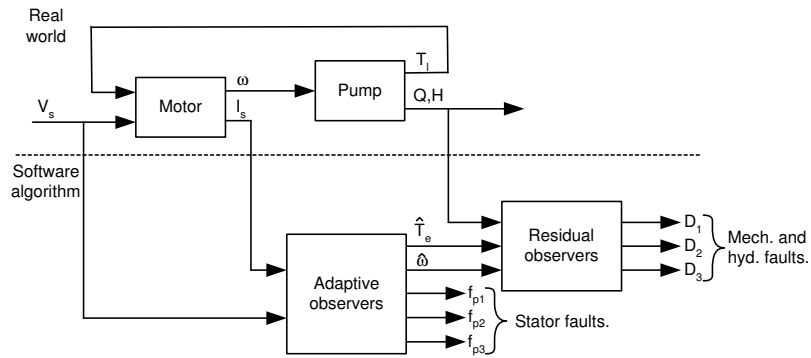 Real
world
T_l
ω
Motor
Pump
Q,H
V_s
I_s
Software
algorithm
T̂_e
ω̂
Adaptive
observers
Residual
observers
D_1
D_2
D_3
Mech. and
hyd. faults.
f_p1
f_p2
f_p3
Stator faults.